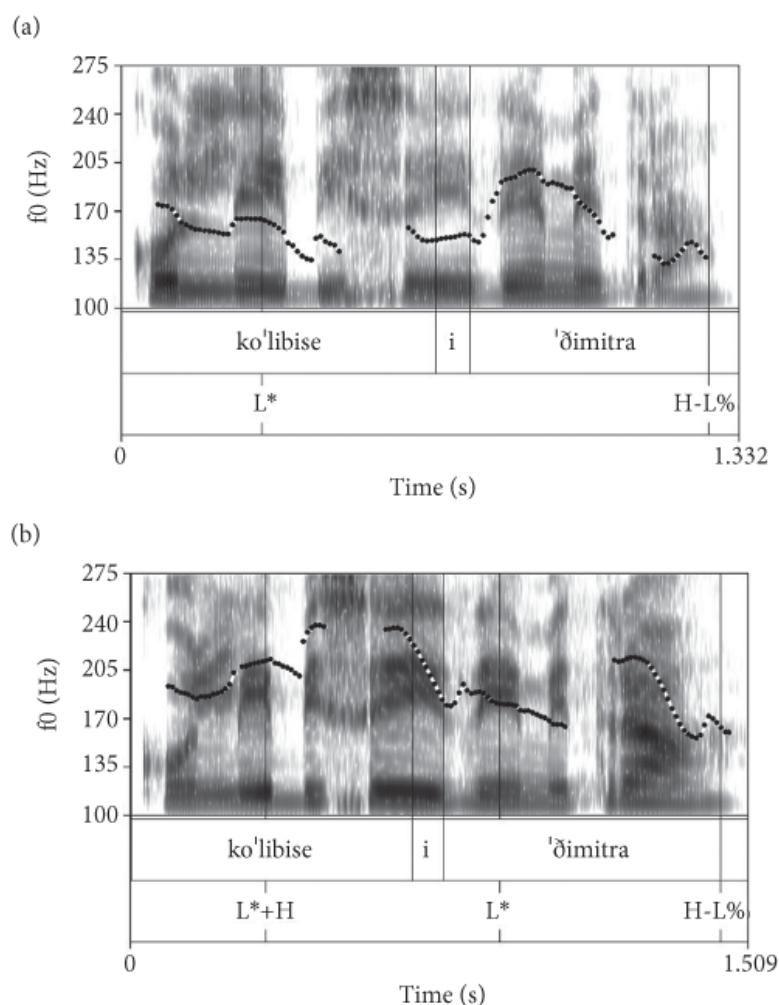 (a)
275
240
205
170
135
100
f0 (Hz)
koˈlibise i ˈðimitra
L* H-L%
0 1.332
Time (s)
(b)
275
240
205
170
135
100
f0 (Hz)
koˈlibise i ˈðimitra
L*+H L* H-L%
0 1.509
Time (s)